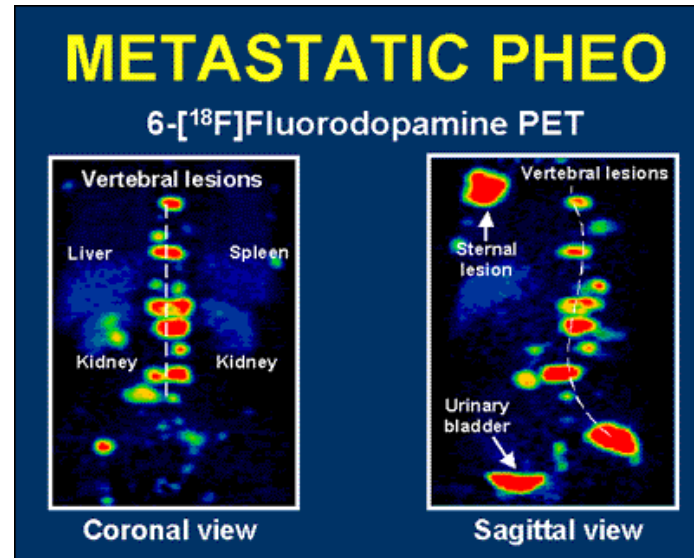 METASTATIC PHEO
6-[¹⁸F]Fluorodopamine PET
Vertebral lesions
Liver
Spleen
Kidney
Kidney
Coronal view
Vertebral lesions
Sternal
lesion
Urinary
bladder
Sagittal view